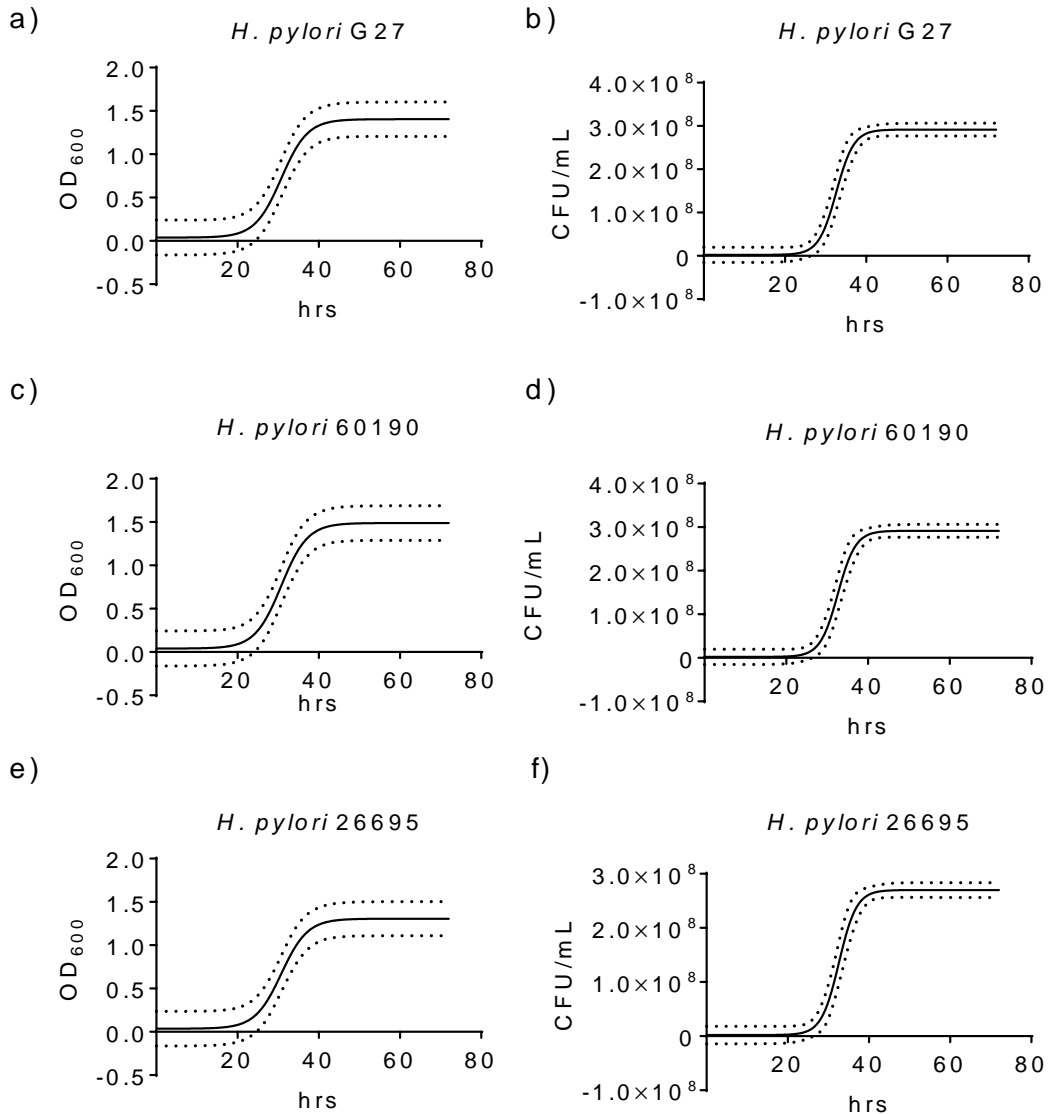 a)
H. pylori G27
2.0
1.5
1.0
0.5
0.0
-0.5
20 40 60 80
OD600
hrs
b)
H. pylori G27
4.0×10⁸
3.0×10⁸
2.0×10⁸
1.0×10⁸
0
-1.0×10⁸
20 40 60 80
CFU/mL
hrs
c)
H. pylori 60190
2.0
1.5
1.0
0.5
0.0
-0.5
20 40 60 80
OD600
hrs
d)
H. pylori 60190
4.0×10⁸
3.0×10⁸
2.0×10⁸
1.0×10⁸
0
-1.0×10⁸
20 40 60 80
CFU/mL
hrs
e)
H. pylori 26695
2.0
1.5
1.0
0.5
0.0
-0.5
20 40 60 80
OD600
hrs
f)
H. pylori 26695
3.0×10⁸
2.0×10⁸
1.0×10⁸
0
-1.0×10⁸
20 40 60 80
CFU/mL
hrs